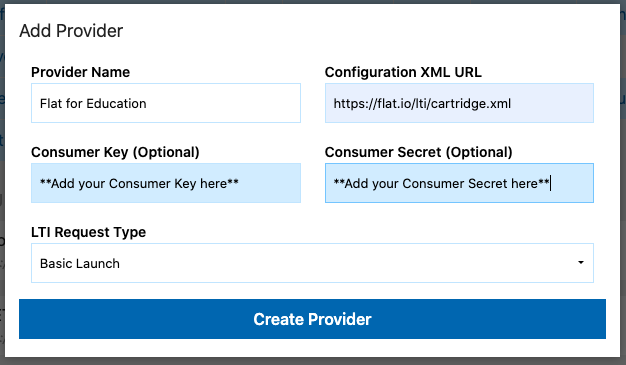 Add Provider
Provider Name
Configuration XML URL
Flat for Education
https://flat.io/lti/cartridge.xml
Consumer Key (Optional)
Consumer Secret (Optional)
**Add your Consumer Key here**
**Add your Consumer Secret here**
LTI Request Type
Basic Launch
Create Provider